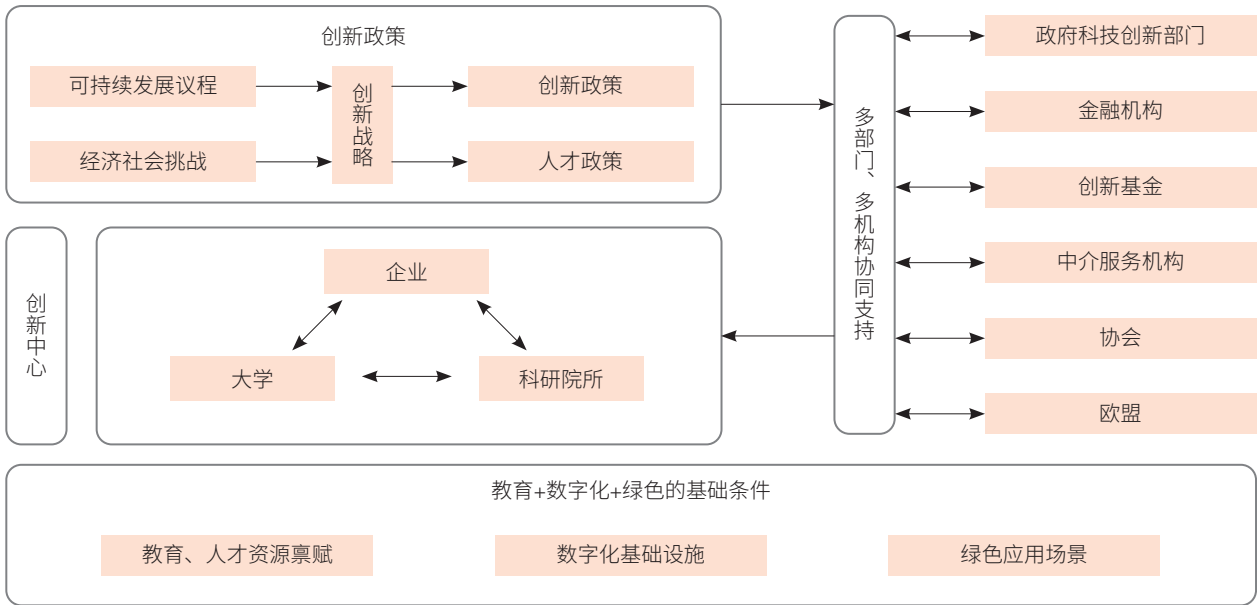 创新政策
可持续发展议程
经济社会挑战
创新战略
创新政策
人才政策
创新中心
企业
大学
科研院所
多部门、多机构协同支持
政府科技创新部门
金融机构
创新基金
中介服务机构
协会
欧盟
教育+数字化+绿色的基础条件
教育、人才资源禀赋
数字化基础设施
绿色应用场景